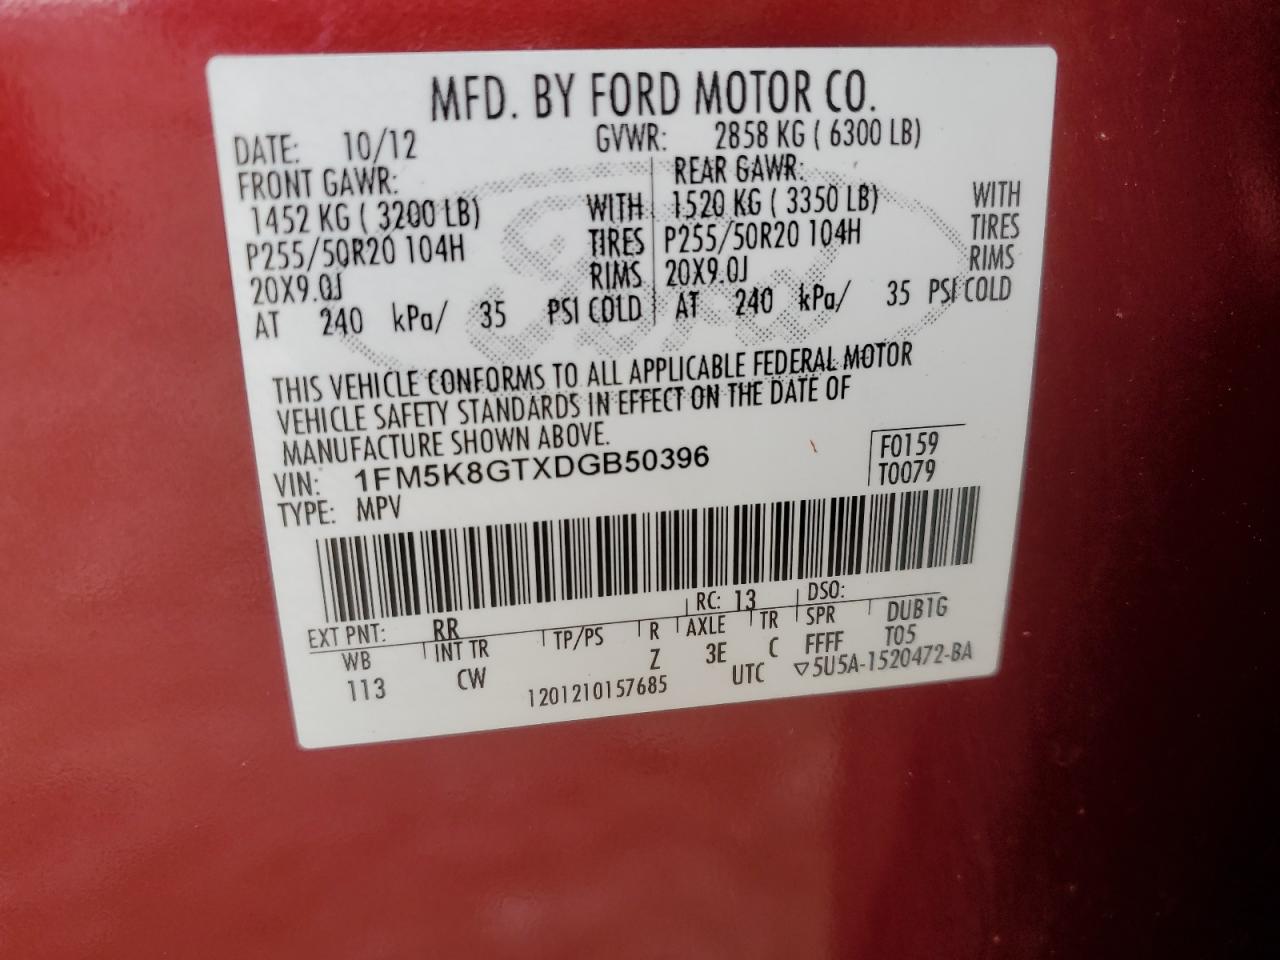 MFD. BY FORD MOTOR CO.
DATE: 10/12 GVWR: 2858 KG ( 6300 LB)
FRONT GAWR: REAR GAWR:
1452 KG ( 3200 LB) WITH 1520 KG ( 3350 LB) WITH
P255/50R20 104H TIRES P255/50R20 104H TIRES
20X9.0J RIMS 20X9.0J RIMS
AT 240 kPa/ 35 PSI COLD AT 240 kPa/ 35 PSI COLD
THIS VEHICLE CONFORMS TO ALL APPLICABLE FEDERAL MOTOR
VEHICLE SAFETY STANDARDS IN EFFECT ON THE DATE OF
MANUFACTURE SHOWN ABOVE.
VIN: 1FM5K8GTXDGB50396 F0159
TYPE: MPV T0079
EXT PNT: RR RC: 13 DSO:
WB INT TR TP/PS R AXLE TR SPR DUB1G
113 CW Z 3E C FFFF T05
1201210157685 UTC ▽5U5A-1520472-BA
Ford